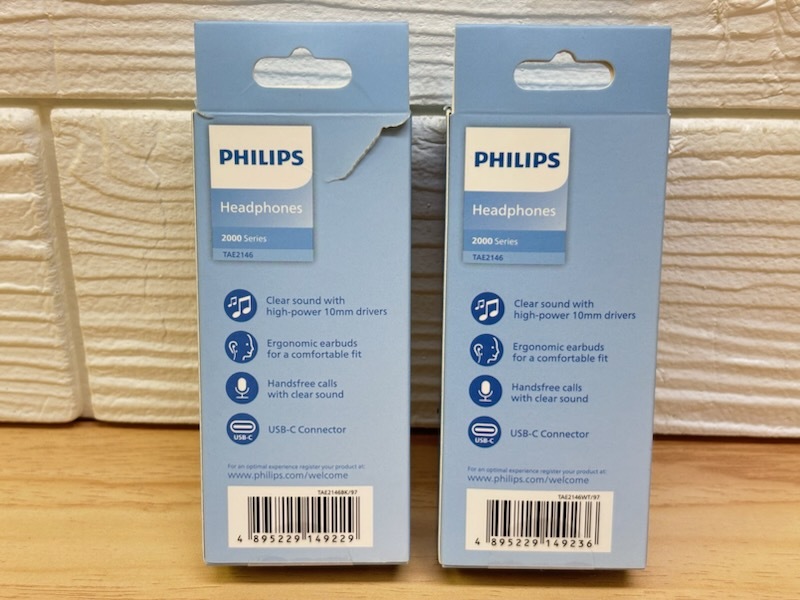 PHILIPS
Headphones
2000 Series
TAE2146
Clear sound with
high-power 10mm drivers
Ergonomic earbuds
for a comfortable fit
Handsfree calls
with clear sound
USB-C
USB-C Connector
For an optimal experience register your product at:
www.philips.com/welcome
TAE2146BK/97
4 895229 149229
PHILIPS
Headphones
2000 Series
TAE2146
Clear sound with
high-power 10mm drivers
Ergonomic earbuds
for a comfortable fit
Handsfree calls
with clear sound
USB-C
USB-C Connector
For an optimal experience register your product at:
www.philips.com/welcome
TAE2146WT/97
4 895229 149236